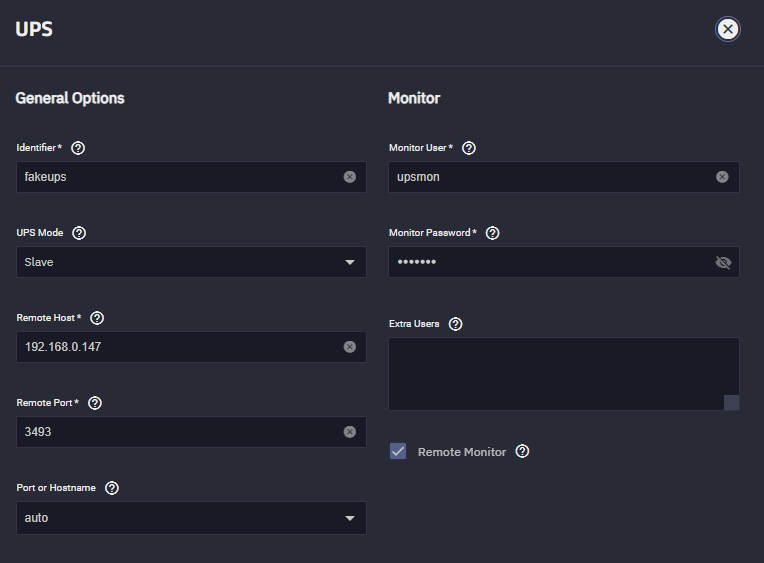 UPS
General Options
Identifier *
fakeups
UPS Mode
Slave
Remote Host *
192.168.0.147
Remote Port *
3493
Port or Hostname
auto
Monitor
Monitor User *
upsmon
Monitor Password *
•••••••
Extra Users
Remote Monitor